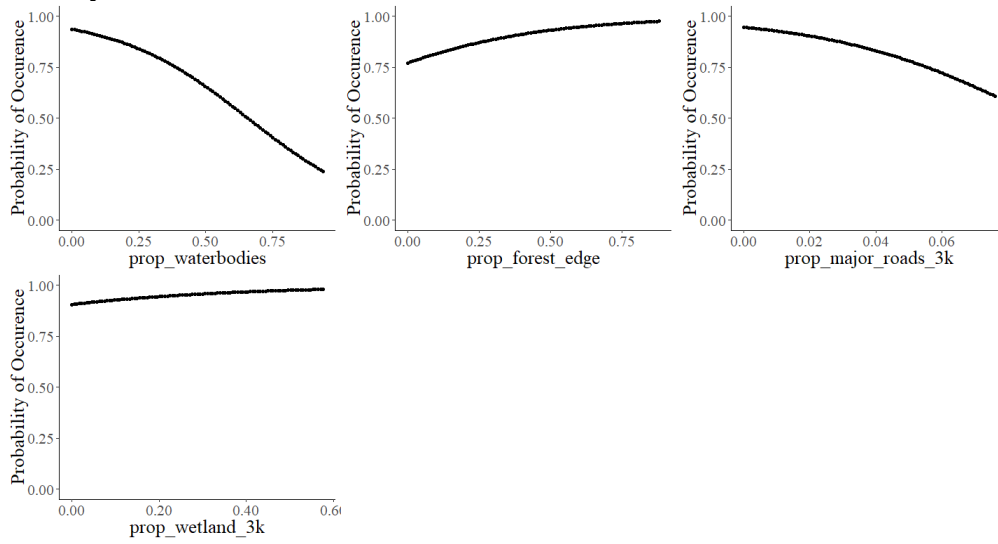 1.00
0.75
0.50
0.25
0.00
Probability of Occurence
0.00 0.25 0.50 0.75
prop_waterbodies
1.00
0.75
0.50
0.25
0.00
Probability of Occurence
0.00 0.25 0.50 0.75
prop_forest_edge
1.00
0.75
0.50
0.25
0.00
Probability of Occurence
0.00 0.02 0.04 0.06
prop_major_roads_3k
1.00
0.75
0.50
0.25
0.00
Probability of Occurence
0.00 0.20 0.40
prop_wetland_3k